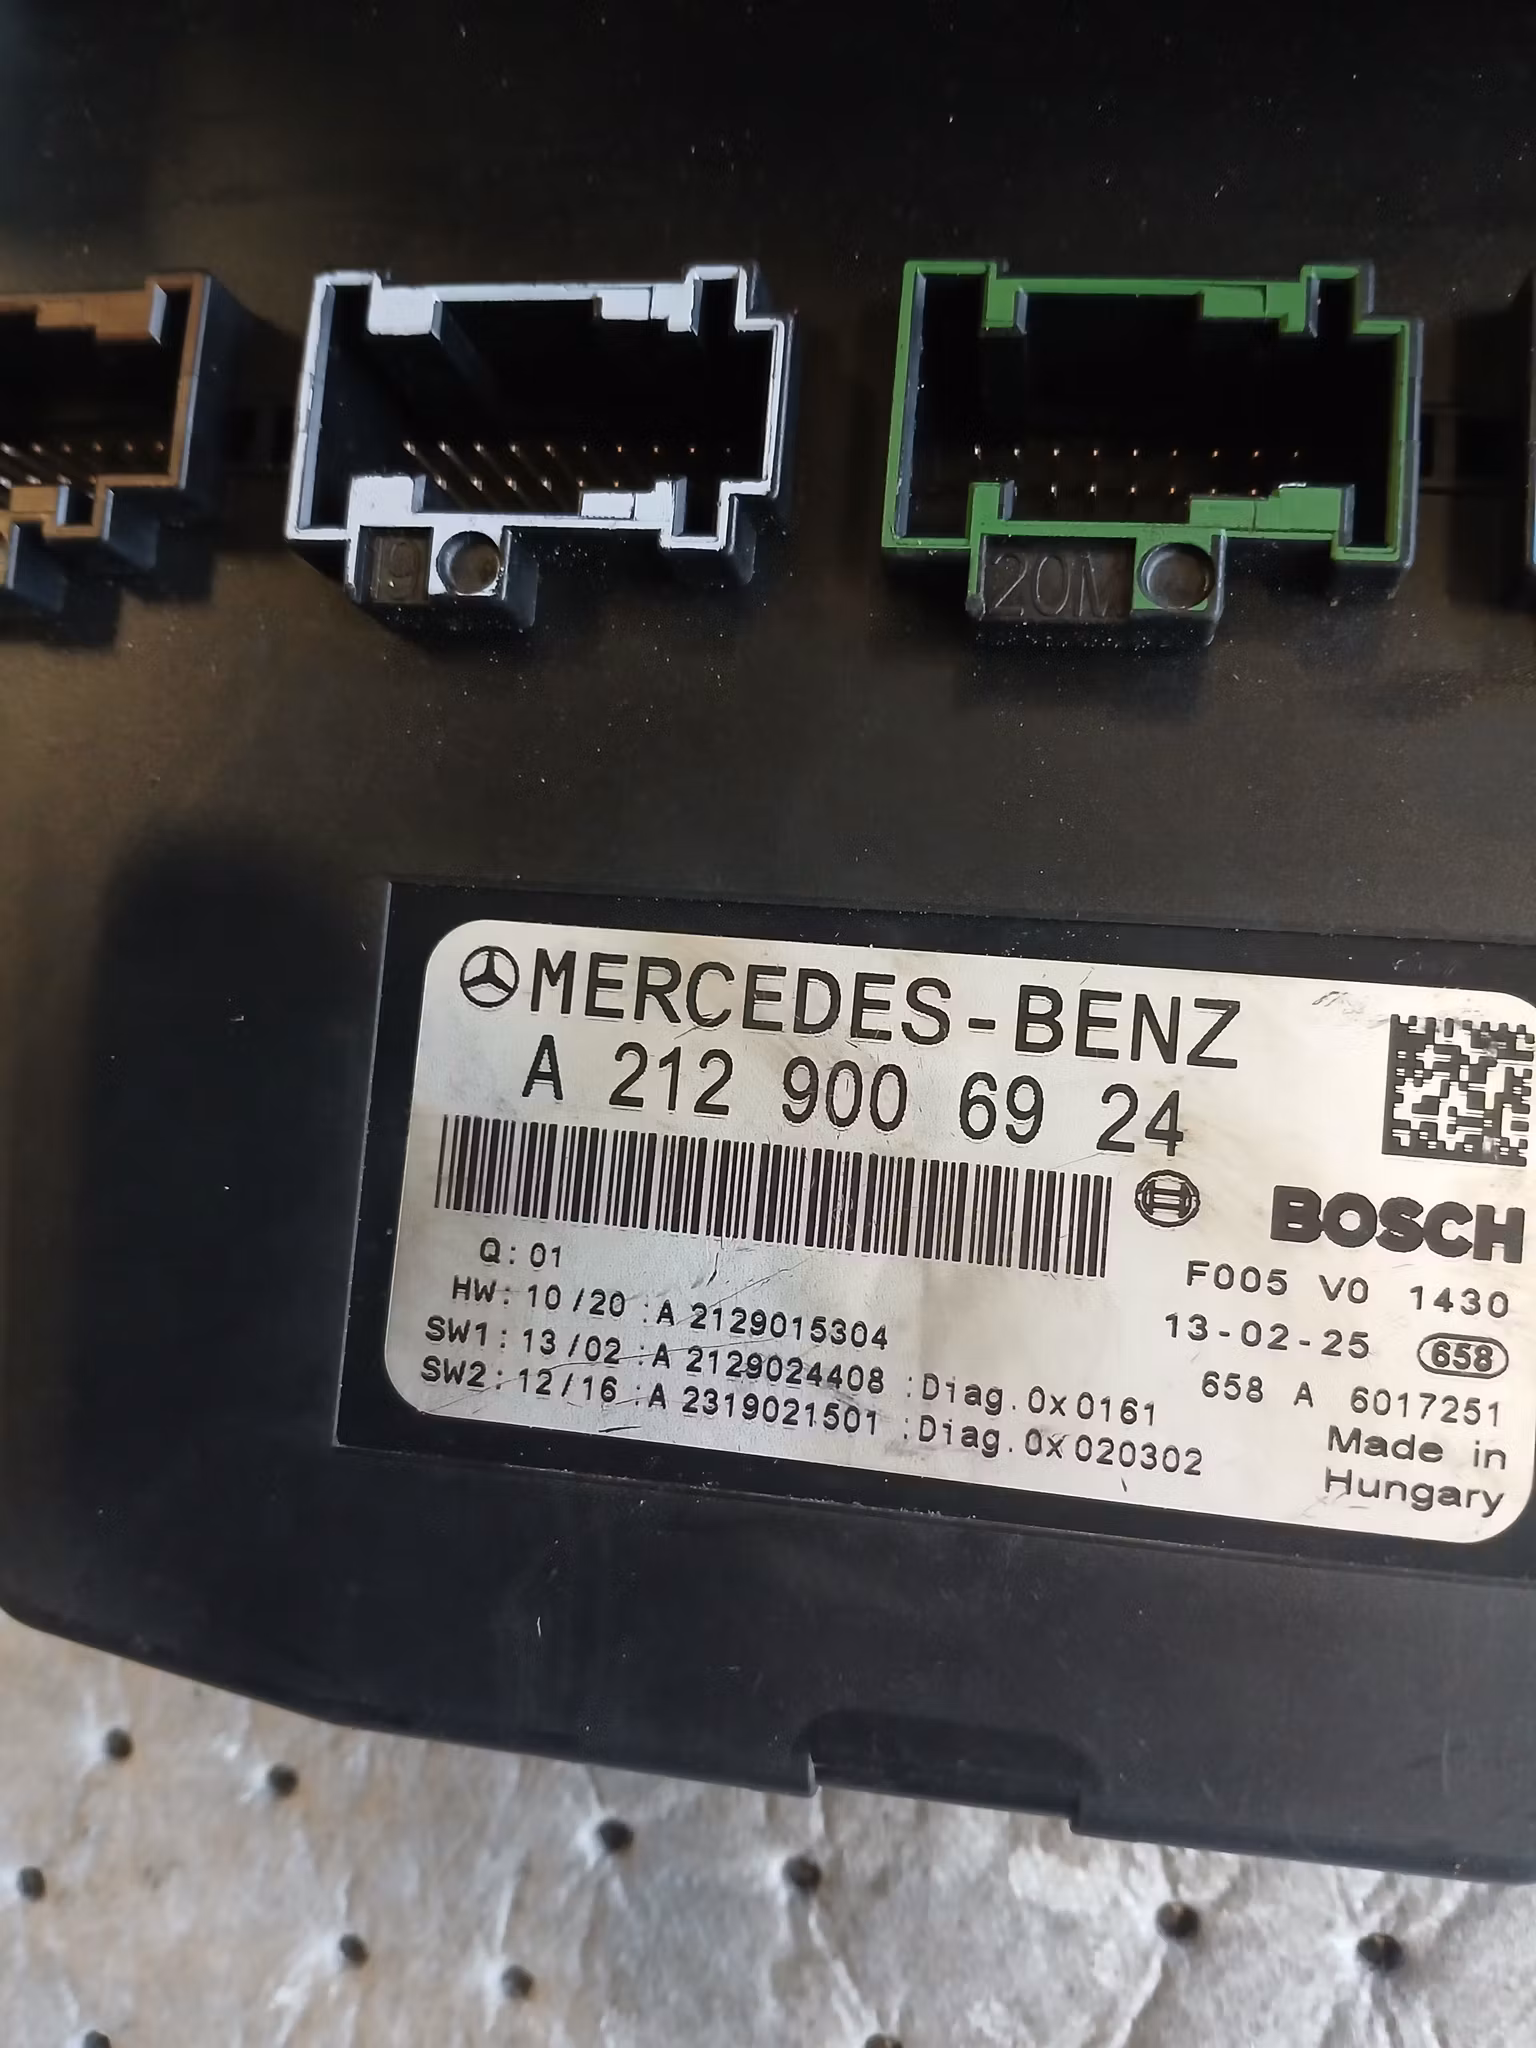 19
20M
MERCEDES-BENZ
A 212 900 69 24
BOSCH
Q: 01
HW: 10/20 :A 2129015304
SW1: 13/02 :A 2129024408 :Diag.0x0161
SW2: 12/16 :A 2319021501 :Diag.0x020302
F005 V0 1430
13-02-25 658
658 A 6017251
Made in
Hungary